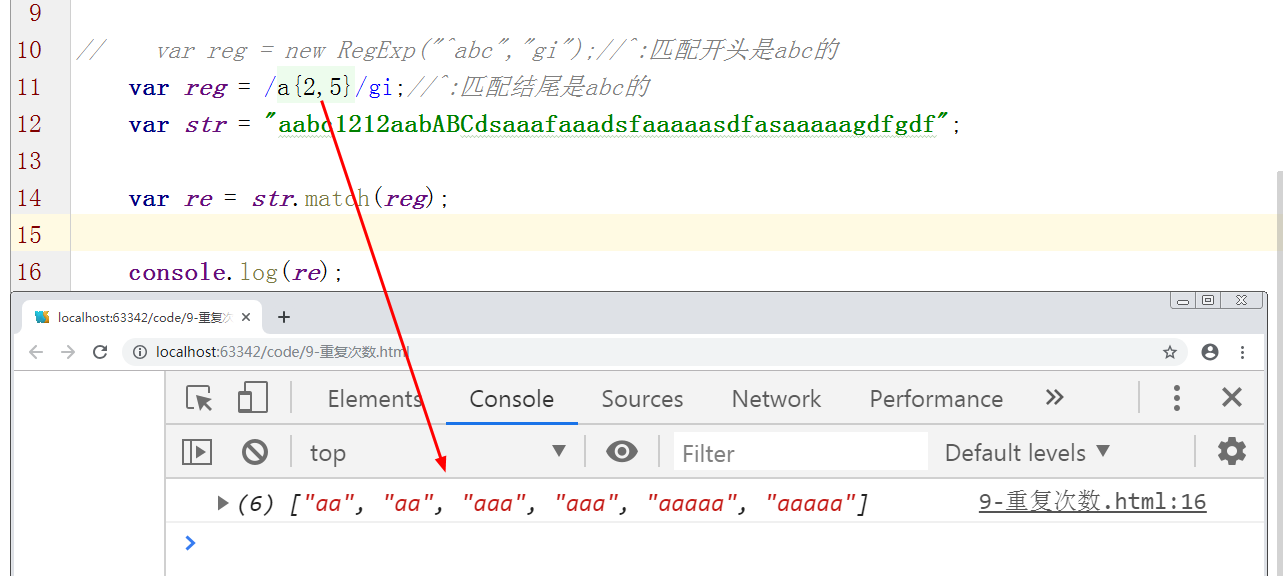 9
10 // var reg = new RegExp("^abc","gi");//^:匹配开头是abc的
11 var reg = /a{2,5}/gi;//^:匹配结尾是abc的
12 var str = "aabc1212aabABCdsaaafaaadsfaaaaasdfasaaaaagdfgdf";
13
14 var re = str.match(reg);
15
16 console.log(re);
localhost:63342/code/9-重复次
localhost:63342/code/9-重复次数.html
Elements Console Sources Network Performance
top Filter Default levels
(6) ["aa", "aa", "aaa", "aaa", "aaaaa", "aaaaa"] 9-重复次数.html:16